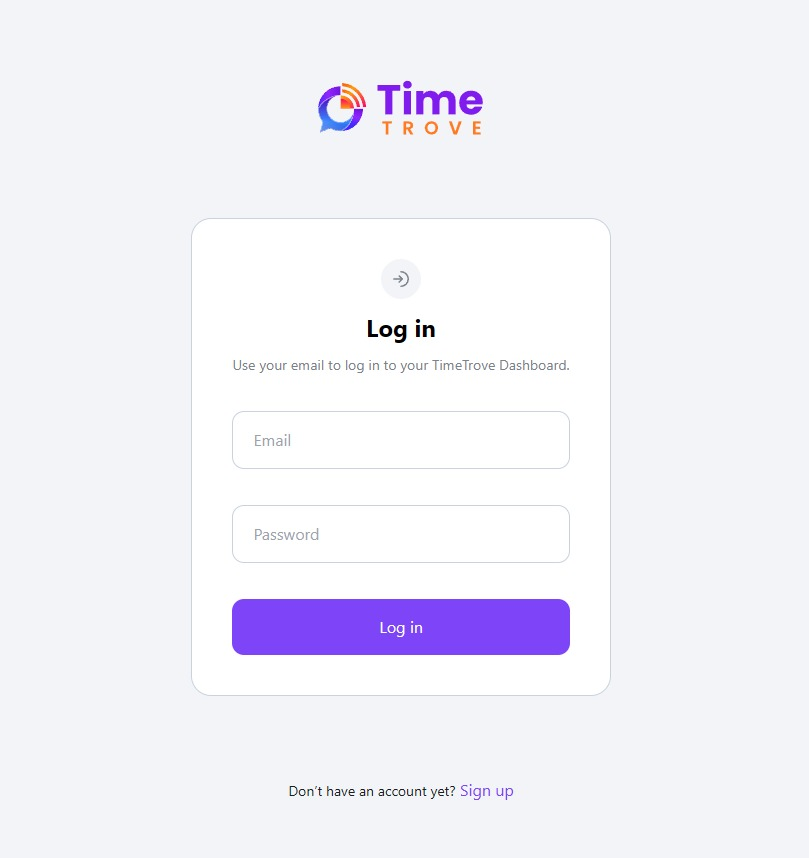 Time
TROVE
Log in
Use your email to log in to your TimeTrove Dashboard.
Email
Password
Log in
Don’t have an account yet? Sign up